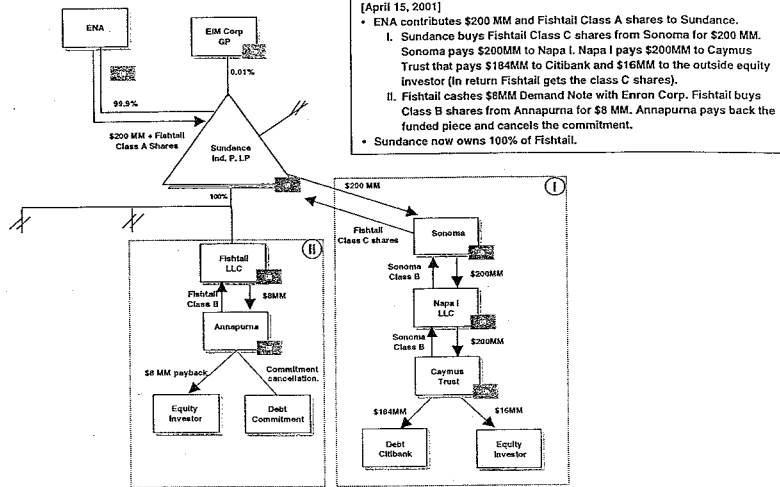 [April 15, 2001]
• ENA contributes $200 MM and Fishtail Class A shares to Sundance.
I. Sundance buys Fishtail Class C shares from Sonoma for $200 MM.
Sonoma pays $200MM to Napa I. Napa I pays $200MM to Caymus
Trust that pays $184MM to Citibank and $16MM to the outside equity
investor (in return Fishtail gets the class C shares).
II. Fishtail cashes $8MM Demand Note with Enron Corp. Fishtail buys
Class B shares from Annapurna for $8 MM. Annapurna pays back the
funded piece and cancels the commitment.
• Sundance now owns 100% of Fishtail.
ENA
EIM Corp
GP
0.01%
99.9%
$200 MM + Fishtail
Class A Shares
Sundance
Ind. P. LP
100%
$200 MM
Fishtail
Class C shares
I
Sonoma
Sonoma
Class B
$200MM
Napa I
LLC
Sonoma
Class B
$200MM
Caymus
Trust
$184MM
$16MM
Debt
Citibank
Equity
Investor
II
Fishtail
LLC
Fishtail
Class B
$8MM
Annapurna
$8 MM payback
Commitment
cancellation.
Equity
Investor
Debt
Commitment